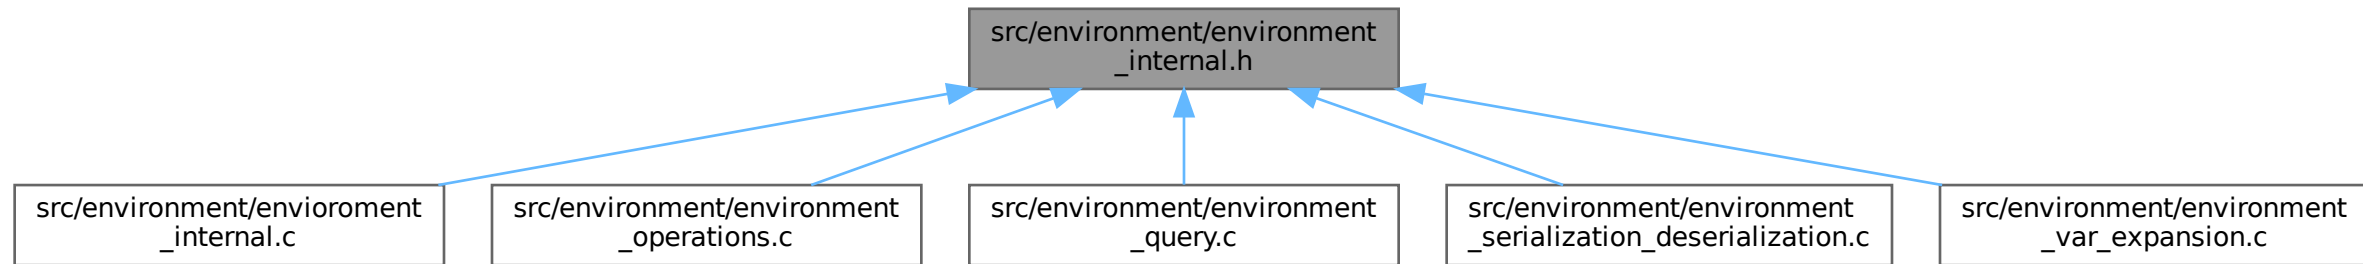 src/environment/environment
_internal.h
src/environment/envioroment
_internal.c
src/environment/environment
_operations.c
src/environment/environment
_query.c
src/environment/environment
_serialization_deserialization.c
src/environment/environment
_var_expansion.c